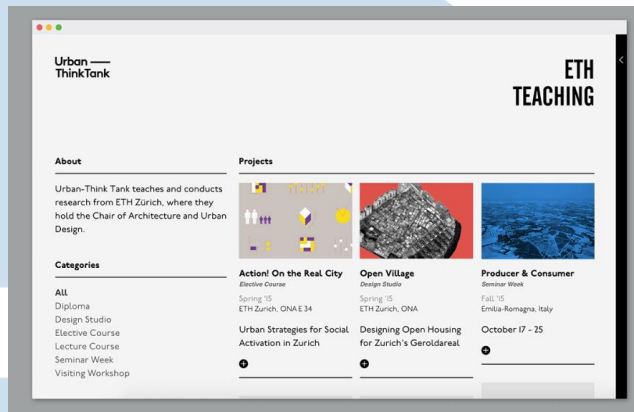 Urban —
ThinkTank
ETH
TEACHING
About
Urban-Think Tank teaches and conducts
research from ETH Zürich, where they
hold the Chair of Architecture and Urban
Design.
Categories
All
Diploma
Design Studio
Elective Course
Lecture Course
Seminar Week
Visiting Workshop
Projects
Action! On the Real City
Elective Course
Spring '15
ETH Zurich, ONA E 34
Urban Strategies for Social
Activation in Zurich
Open Village
Design Studio
Spring '15
ETH Zurich, ONA
Designing Open Housing
for Zurich's Geroldareal
Producer & Consumer
Seminar Week
Fall '15
Emilia-Romagna, Italy
October 17 - 25